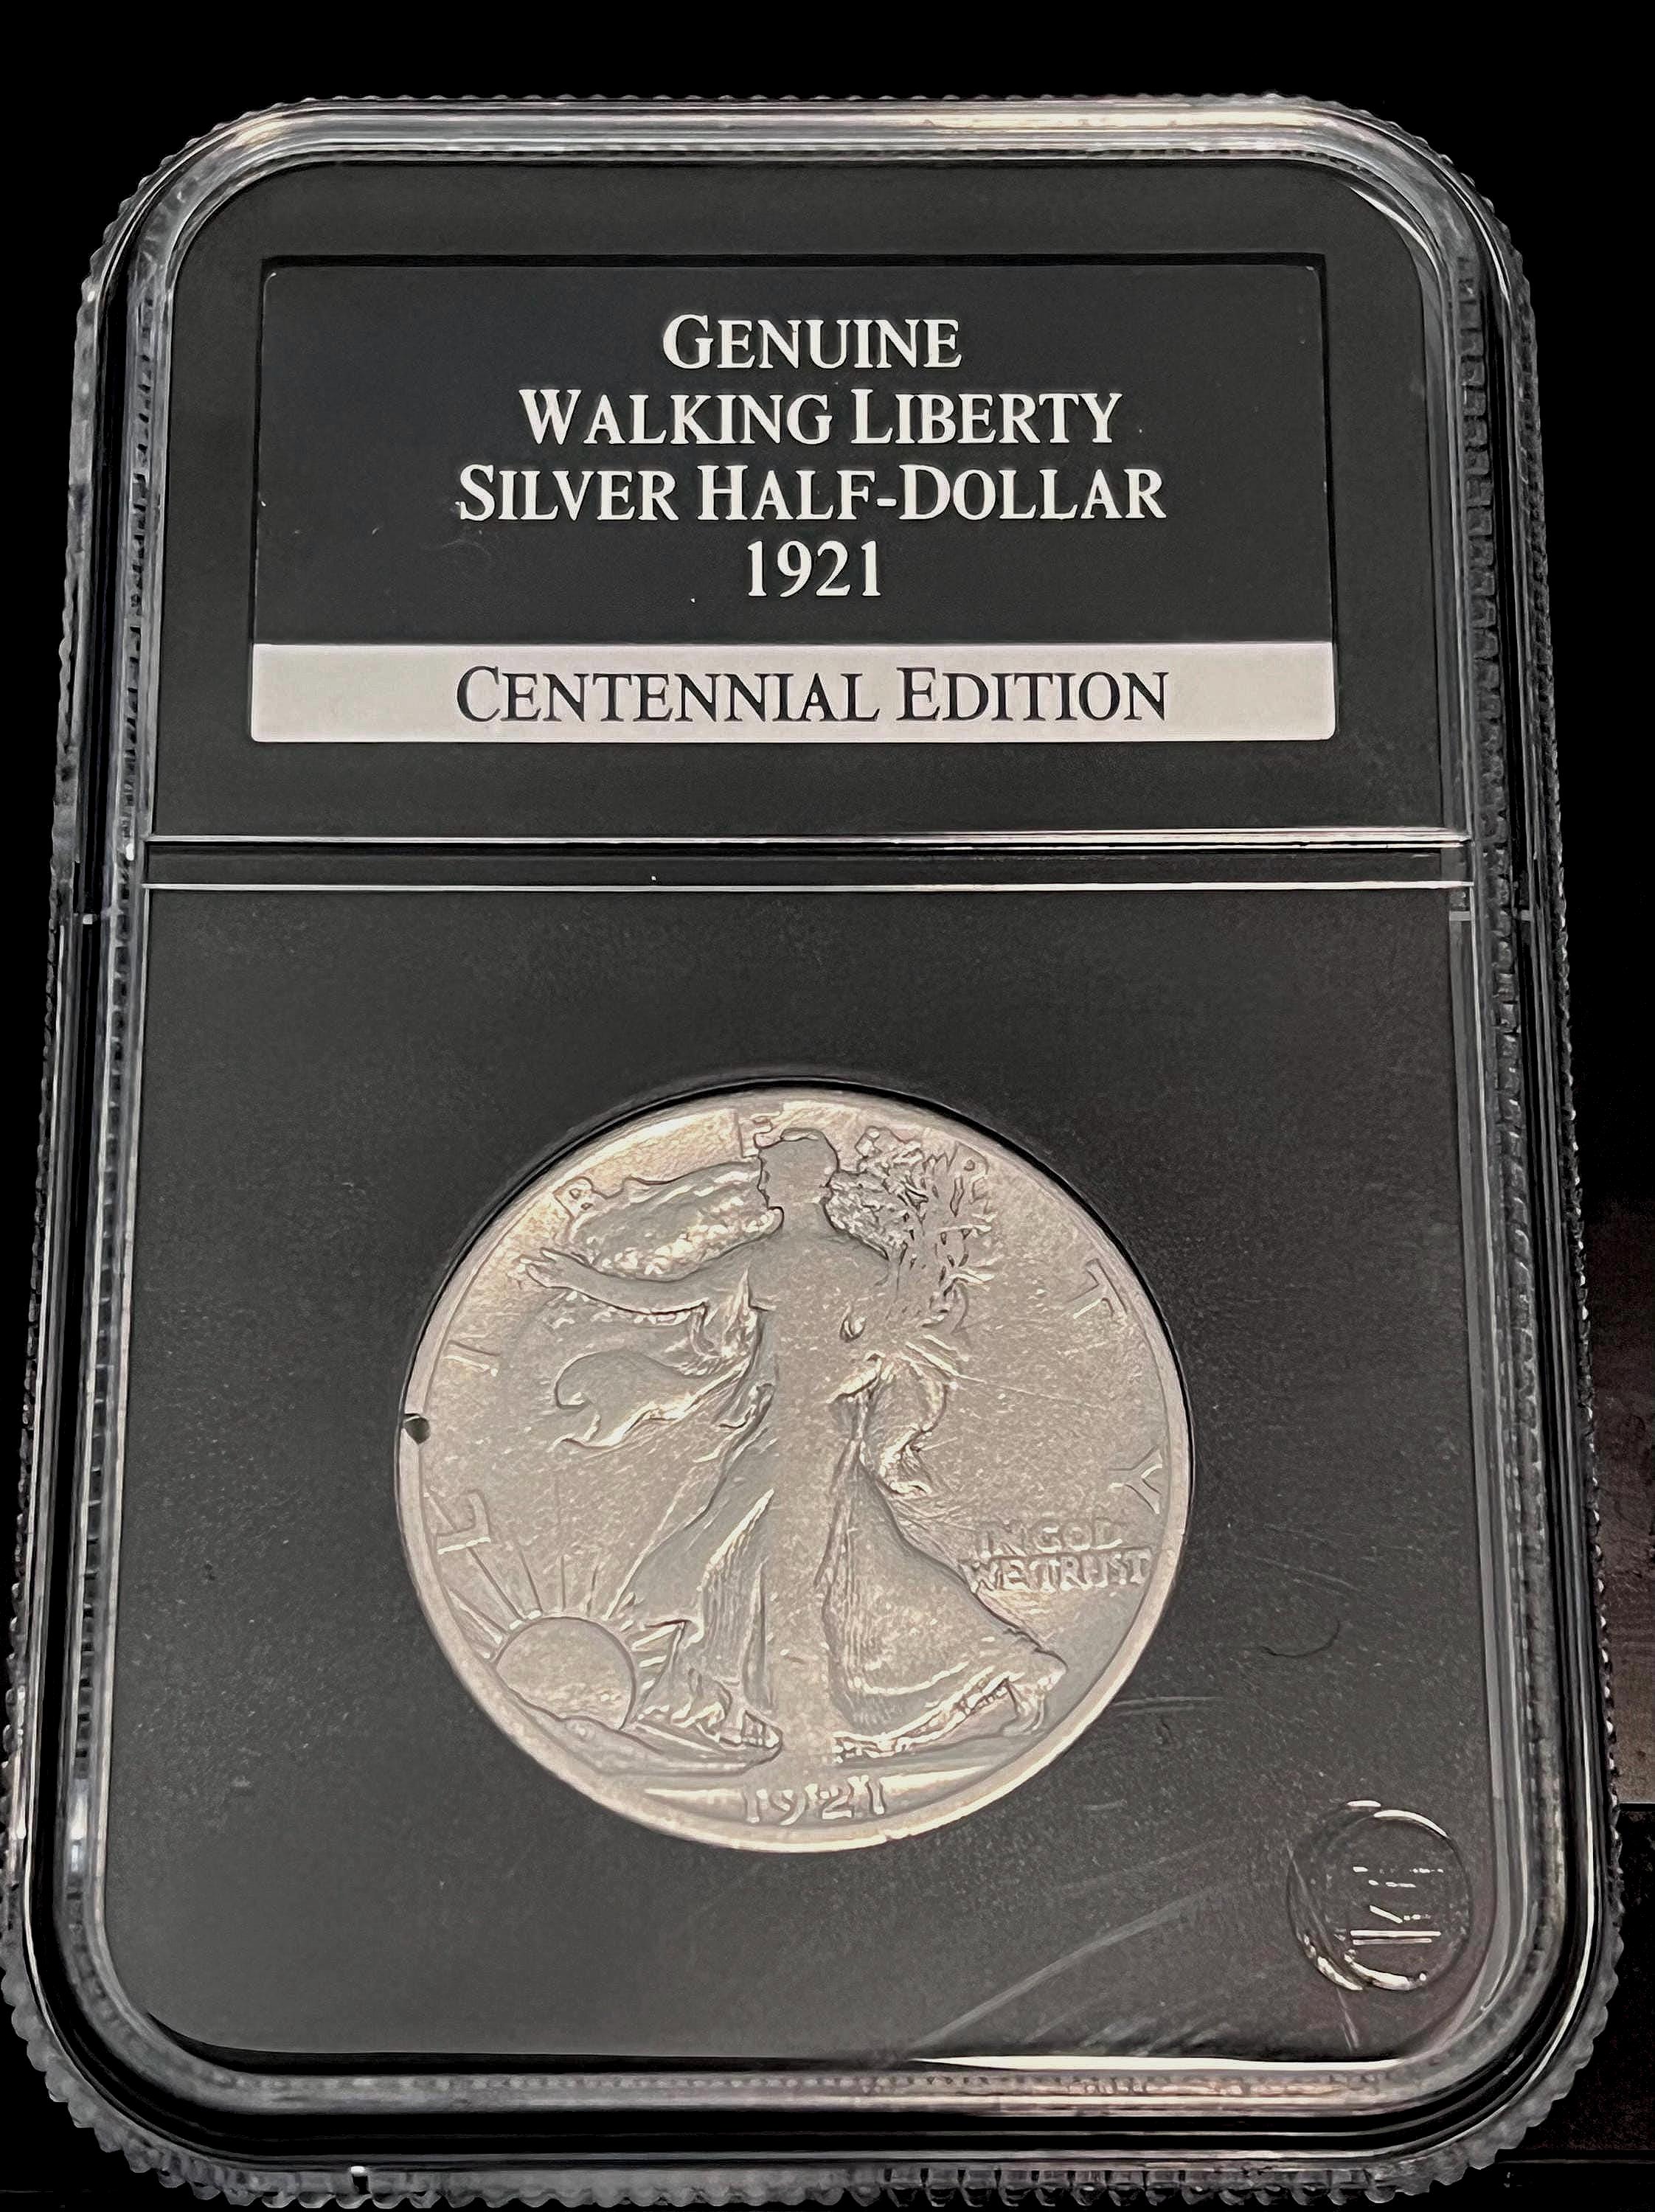 GENUINE
WALKING LIBERTY
SILVER HALF-DOLLAR
1921
CENTENNIAL EDITION
LIBERTY
IN GOD
WE TRUST
1921